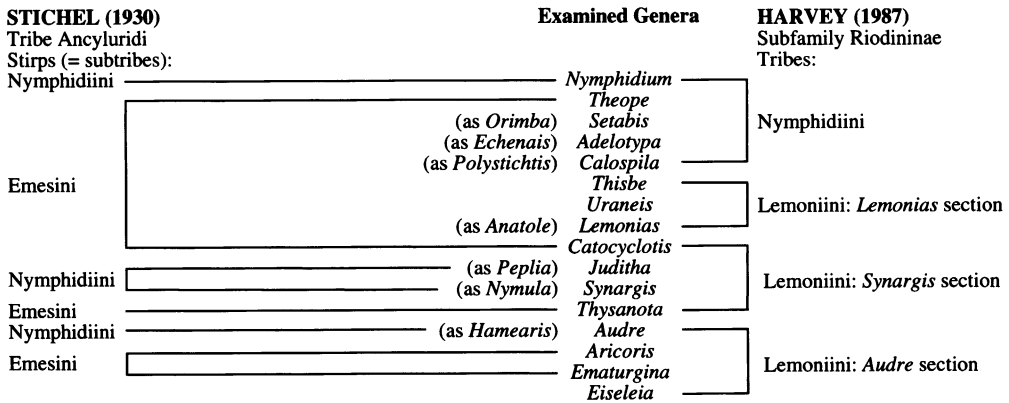 STICHEL (1930) Examined Genera HARVEY (1987)
Tribe Ancyluridi Subfamily Riodininae
Stirps (= subtribes): Tribes:
Nymphidiini Nymphidium
Theope
(as Orimba) Setabis Nymphidiini
(as Echenais) Adelotypa
(as Polystichtis) Calospila
Emesini Thisbe
Uraneis Lemoniini: Lemonias section
(as Anatole) Lemonias
Catocyclotis
Nymphidiini (as Peplia) Juditha Lemoniini: Synargis section
(as Nymula) Synargis
Emesini Thysanota
Nymphidiini (as Hamearis) Audre
Emesini Aricoris Lemoniini: Audre section
Ematurgina
Eiseleia